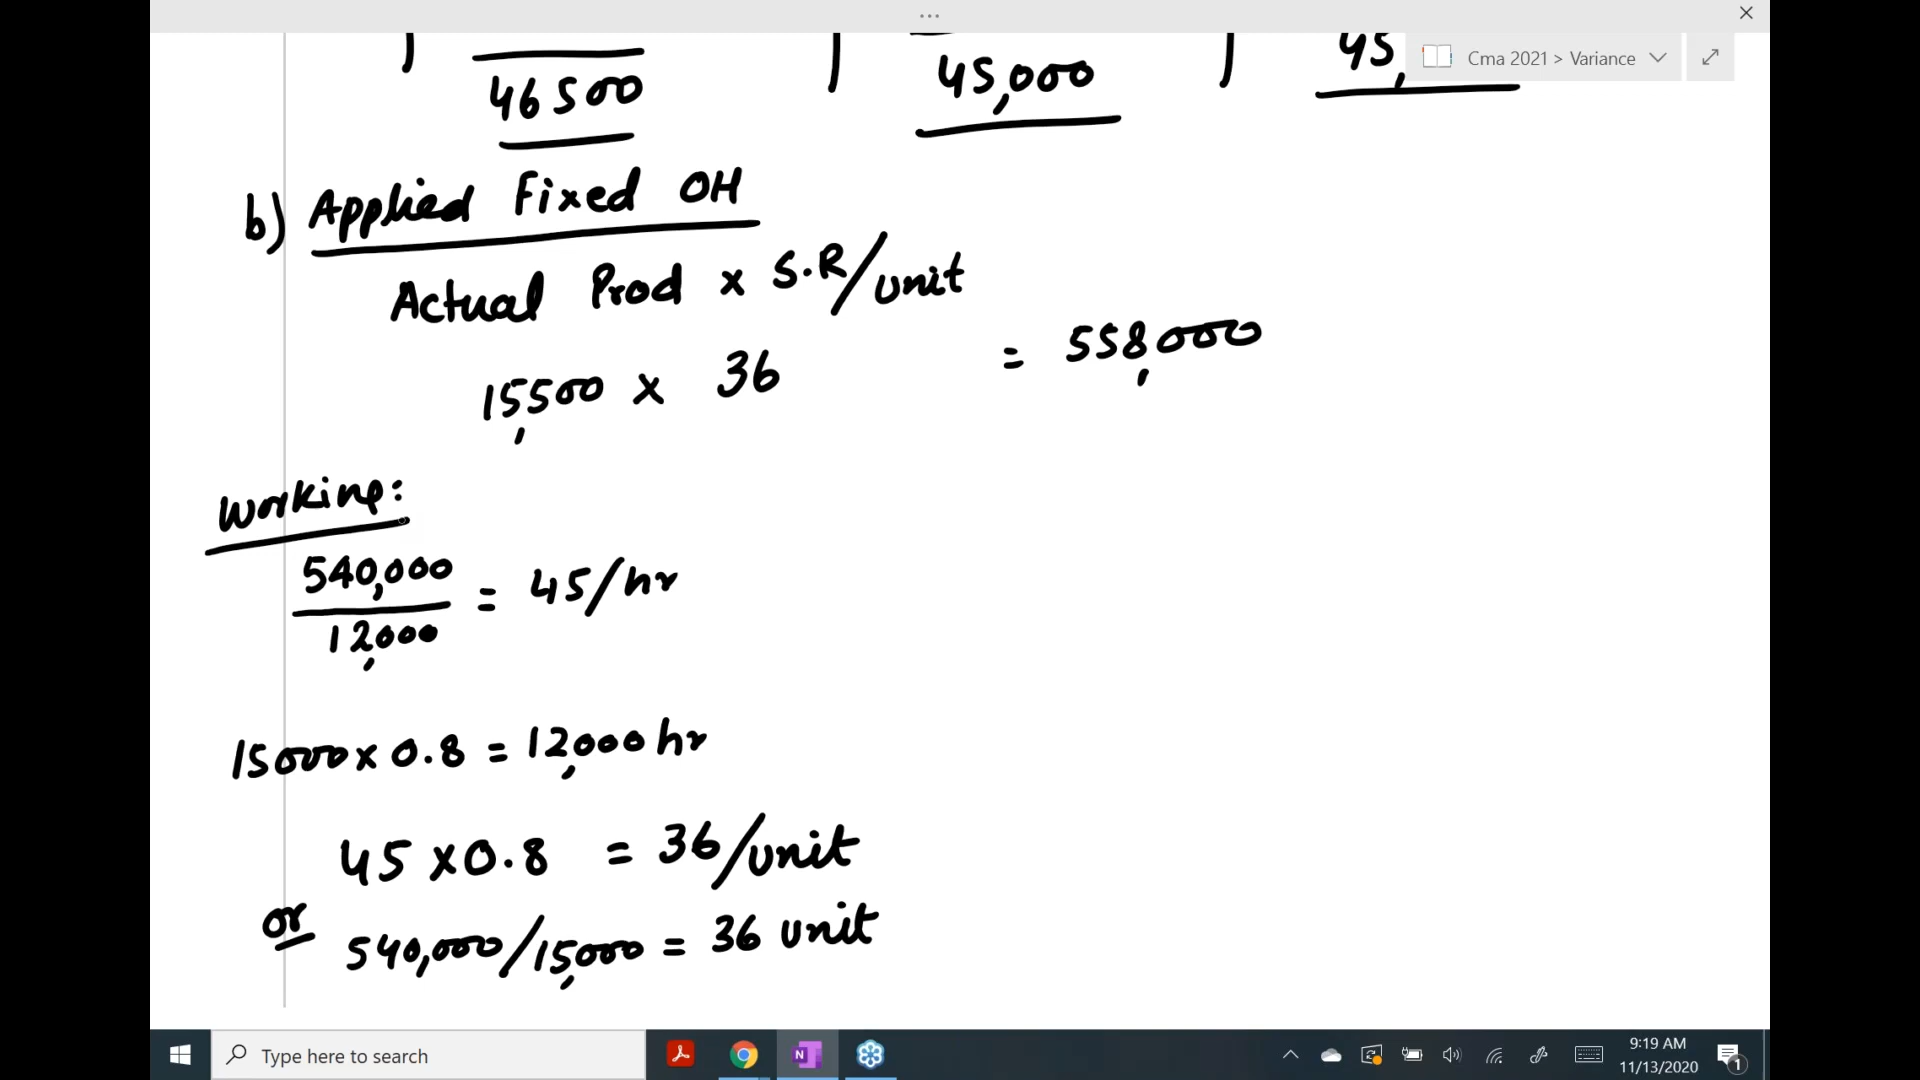 46500
45,000
45,
Cma 2021 > Variance
b) Applied Fixed OH
Actual Prod x S.R/unit
15,500 x 36 = 558,000
Working:
540,000
12,000
= 45/hr
15000 x 0.8 = 12,000 hr
45 x 0.8 = 36/unit
or
540,000/15,000 = 36 unit
Type here to search
9:19 AM
11/13/2020
1